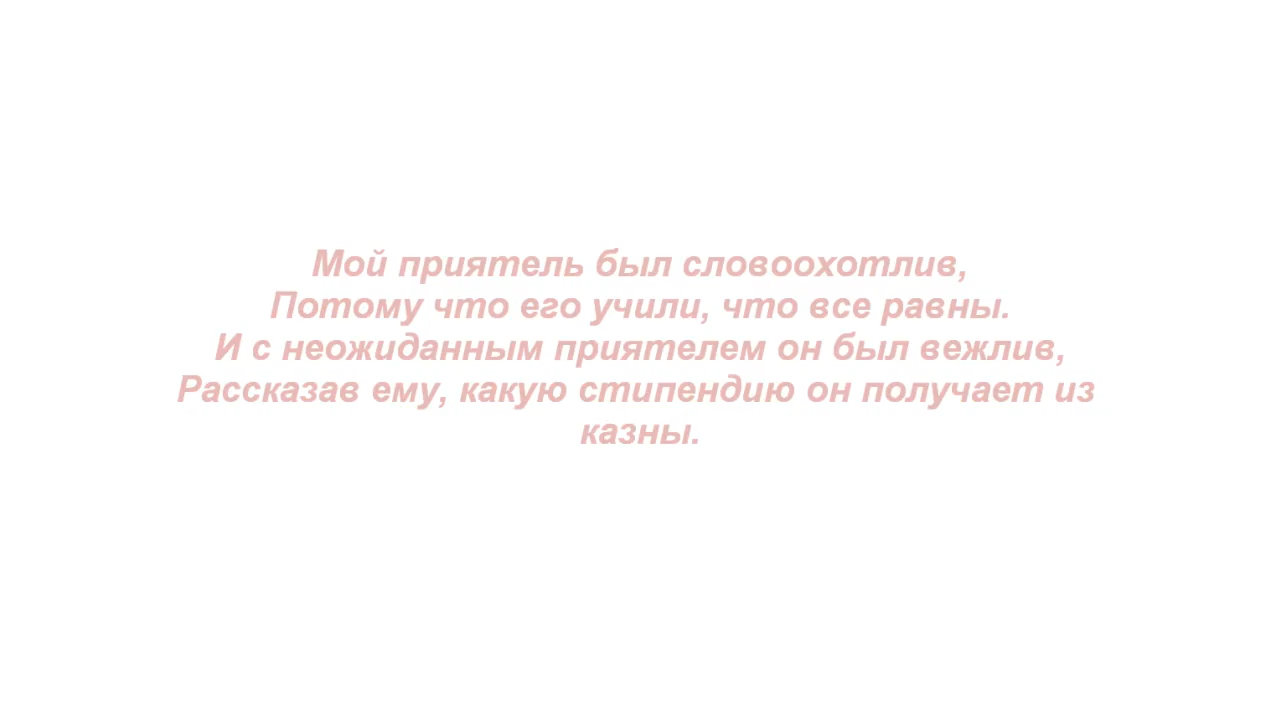 Мой приятель был словоохотлив,
Потому что его учили, что все равны.
И с неожиданным приятелем он был вежлив,
Рассказав ему, какую стипендию он получает из
казны.